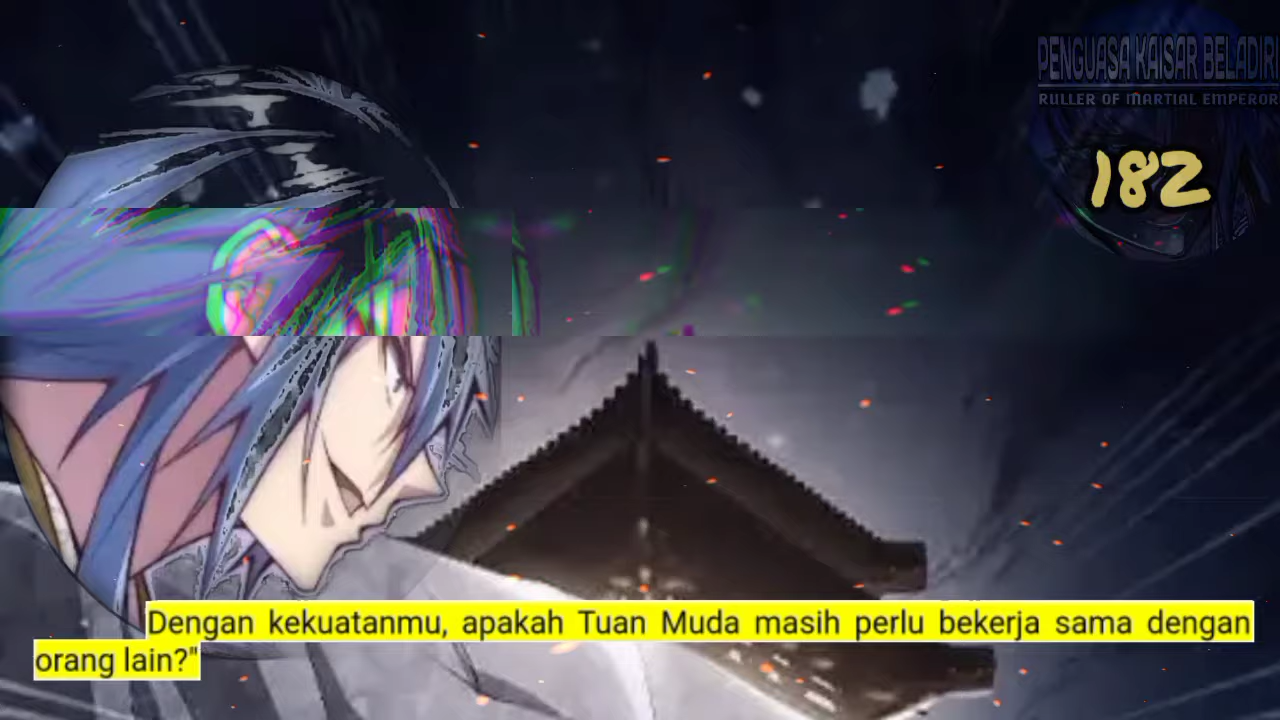 PENGUASA KAISAR BELADIRI
RULLER OF MARTIAL EMPEROR
182
Dengan kekuatanmu, apakah Tuan Muda masih perlu bekerja sama dengan
orang lain?"